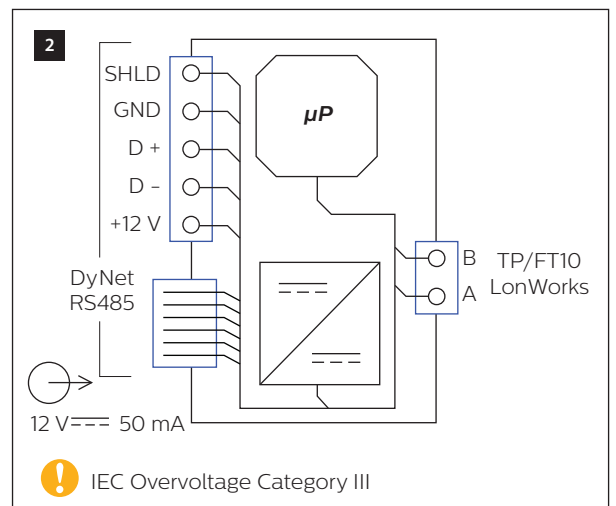 2
SHLD
GND
D +
D -
+12 V
µP
B
A
TP/FT10
LonWorks
DyNet
RS485
12 V⎓ 50 mA
! IEC Overvoltage Category III